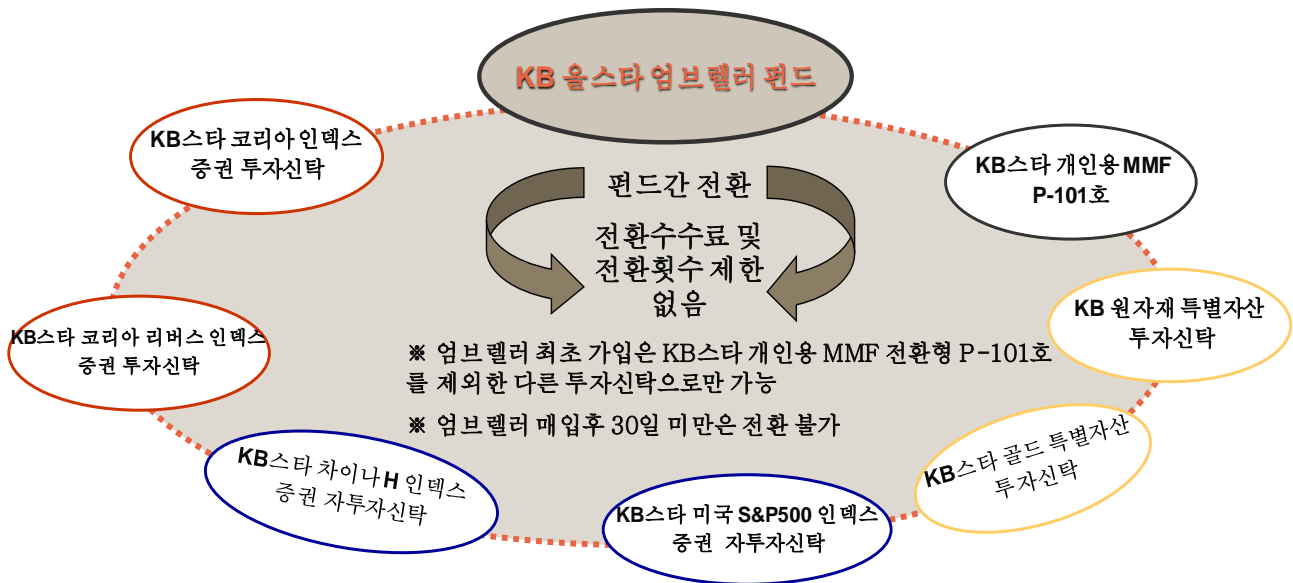 KB 올스타 엄브렐러 펀드
KB스타 코리아 인덱스
증권 투자신탁
KB스타 개인용 MMF
P-101호
펀드간 전환
전환수수료 및
전환횟수 제한
없음
KB 원자재 특별자산
투자신탁
KB스타 코리아 리버스 인덱스
증권 투자신탁
※ 엄브렐러 최초 가입은 KB스타 개인용 MMF 전환형 P-101호
를 제외한 다른 투자신탁으로만 가능
※ 엄브렐러 매입후 30일 미만은 전환 불가
KB스타 골드 특별자산
투자신탁
KB스타 차이나 H 인덱스
증권 자투자신탁
KB스타 미국 S&P500 인덱스
증권 자투자신탁